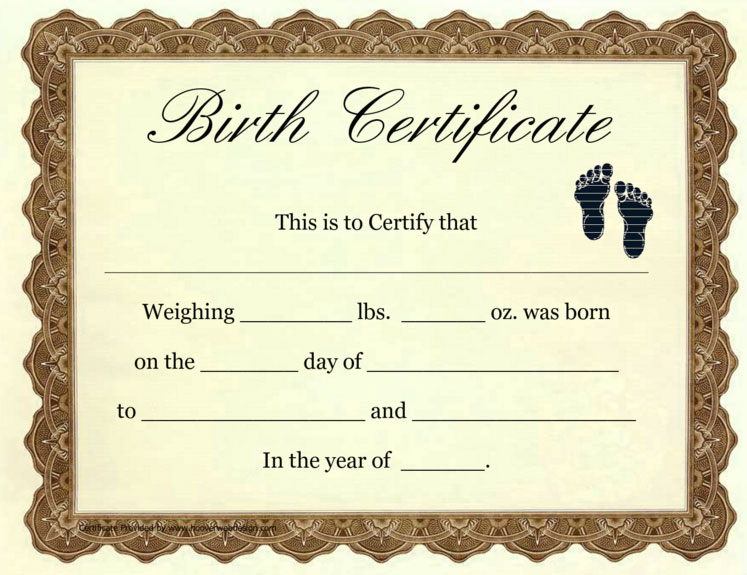 Birth Certificate
This is to Certify that
Weighing ________ lbs. ______ oz. was born
on the _______ day of __________________
to ________________ and ________________
In the year of ______.
Certificate Provided by www.hooverwebdesign.com